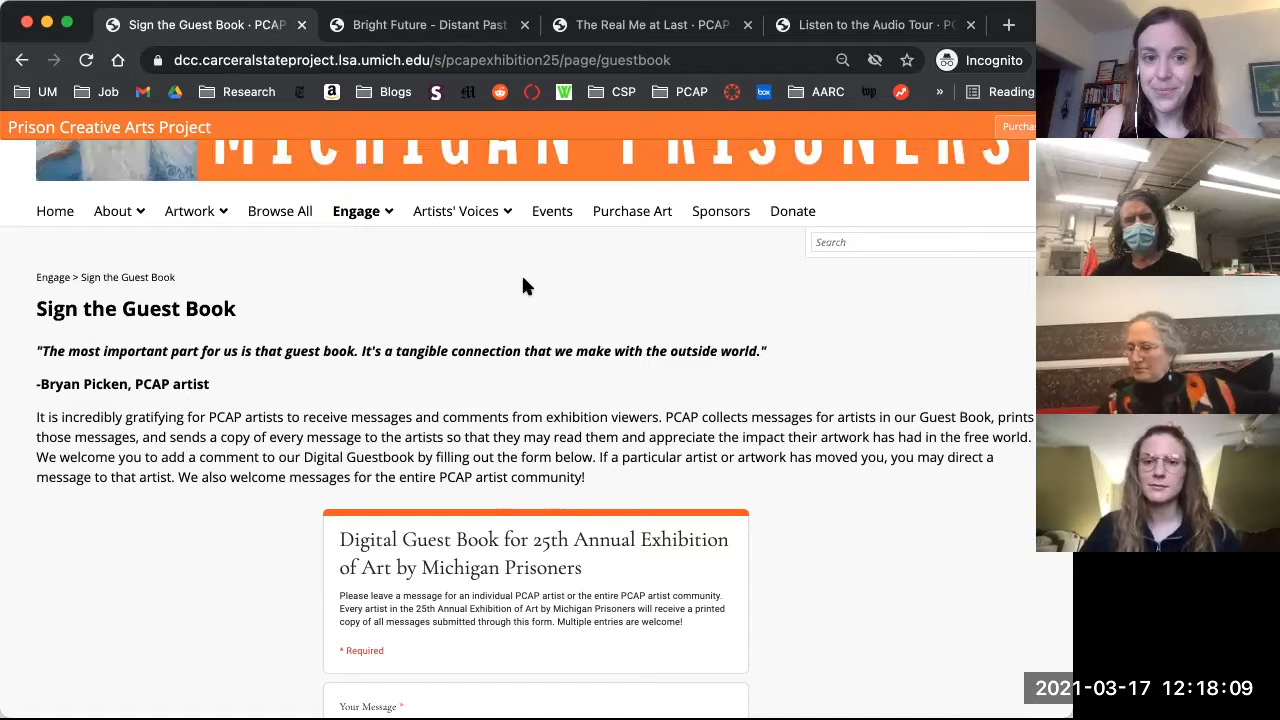 Sign the Guest Book · PCAP
Bright Future - Distant Past
The Real Me at Last · PCAP
Listen to the Audio Tour · PC
dcc.carceralstateproject.lsa.umich.edu/s/pcapexhibition25/page/guestbook
Incognito
UM
Job
Research
Blogs
CSP
PCAP
box
AARC
wp
»
Reading
Prison Creative Arts Project
Purcha
MICHIGAN PRISONERS
Home
About
Artwork
Browse All
Engage
Artists' Voices
Events
Purchase Art
Sponsors
Donate
Search
Engage > Sign the Guest Book
Sign the Guest Book
"The most important part for us is that guest book. It's a tangible connection that we make with the outside world."
-Bryan Picken, PCAP artist
It is incredibly gratifying for PCAP artists to receive messages and comments from exhibition viewers. PCAP collects messages for artists in our Guest Book, prints
those messages, and sends a copy of every message to the artists so that they may read them and appreciate the impact their artwork has had in the free world.
We welcome you to add a comment to our Digital Guestbook by filling out the form below. If a particular artist or artwork has moved you, you may direct a
message to that artist. We also welcome messages for the entire PCAP artist community!
Digital Guest Book for 25th Annual Exhibition
of Art by Michigan Prisoners
Please leave a message for an individual PCAP artist or the entire PCAP artist community.
Every artist in the 25th Annual Exhibition of Art by Michigan Prisoners will receive a printed
copy of all messages submitted through this form. Multiple entries are welcome!
* Required
Your Message *
2021-03-17 12:18:09